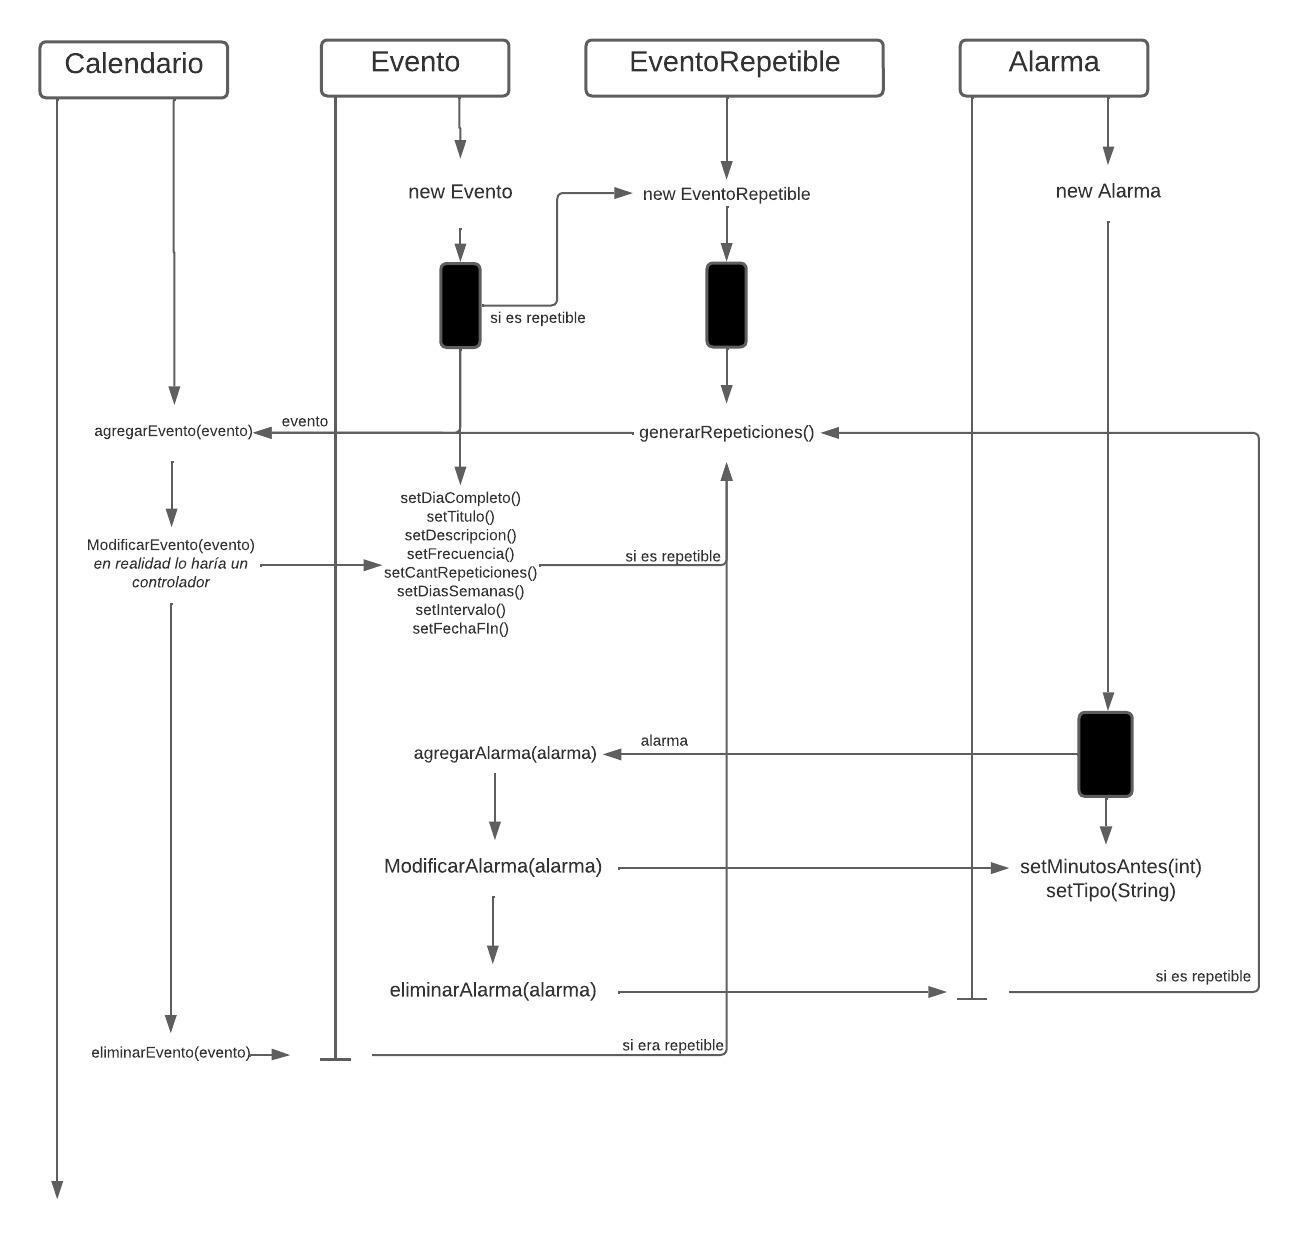 Calendario
Evento
EventoRepetible
Alarma
new Evento
new EventoRepetible
new Alarma
si es repetible
agregarEvento(evento)
evento
generarRepeticiones()
ModificarEvento(evento)
en realidad lo haría un
controlador
setDiaCompleto()
setTitulo()
setDescripcion()
setFrecuencia()
setCantRepeticiones()
setDiasSemanas()
setIntervalo()
setFechaFIn()
si es repetible
agregarAlarma(alarma)
alarma
ModificarAlarma(alarma)
setMinutosAntes(int)
setTipo(String)
eliminarAlarma(alarma)
si es repetible
eliminarEvento(evento)
si era repetible